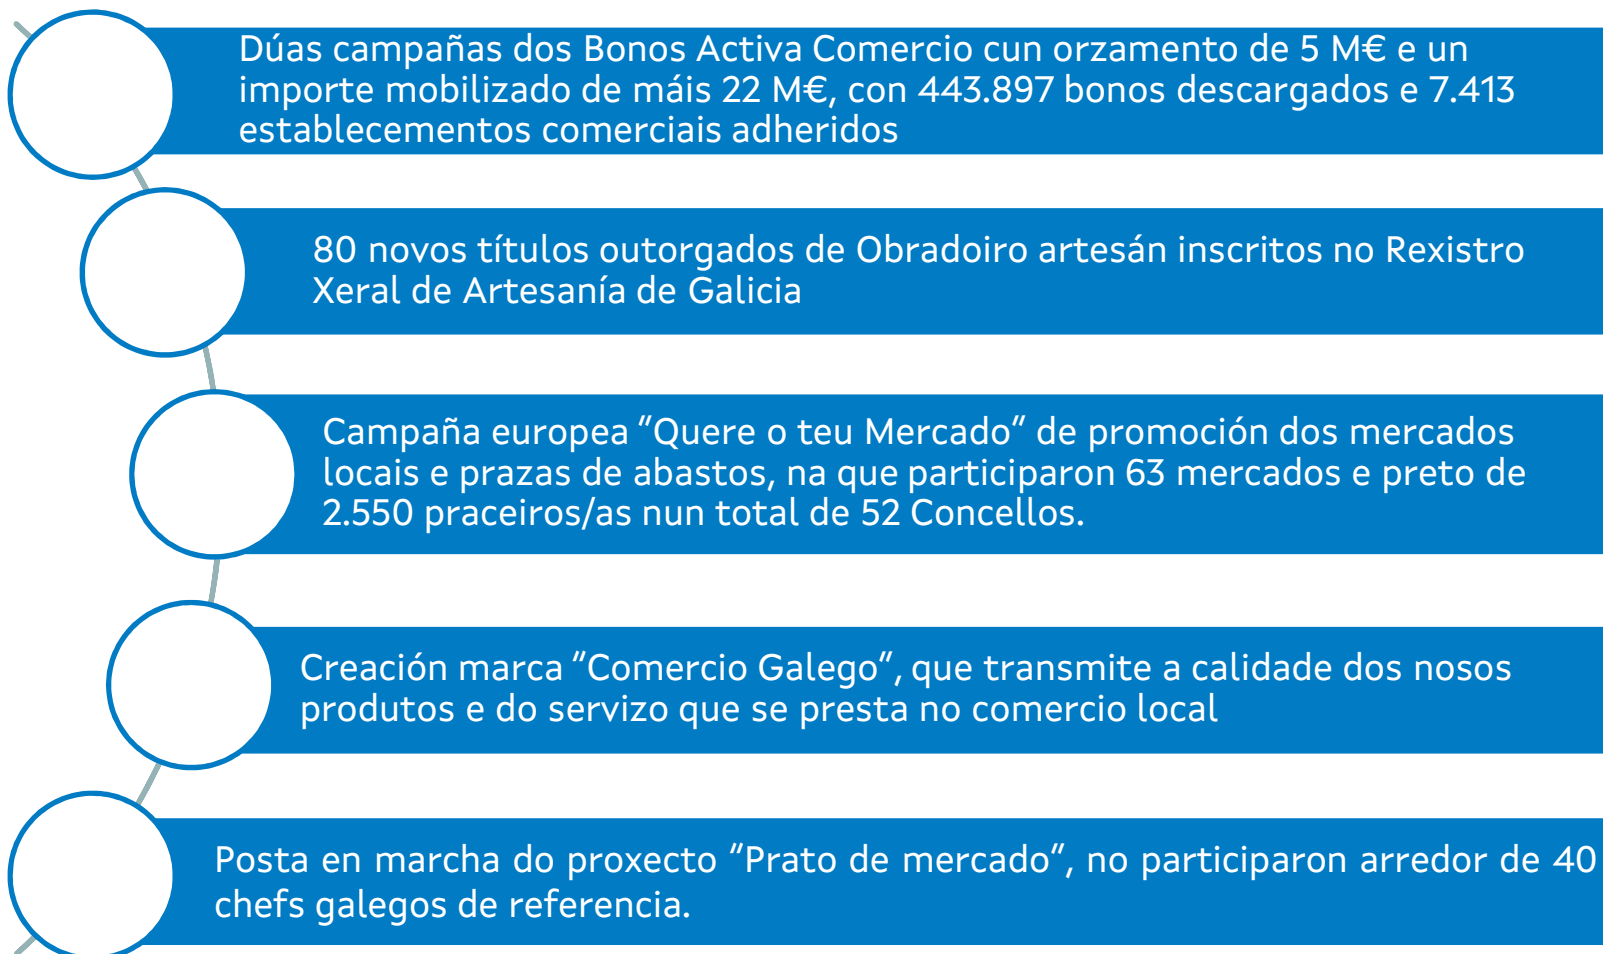 Dúas campañas dos Bonos Activa Comercio cun orzamento de 5 M€ e un
importe mobilizado de máis 22 M€, con 443.897 bonos descargados e 7.413
establecementos comerciais adheridos
80 novos títulos outorgados de Obradoiro artesán inscritos no Rexistro
Xeral de Artesanía de Galicia
Campaña europea “Quere o teu Mercado” de promoción dos mercados
locais e prazas de abastos, na que participaron 63 mercados e preto de
2.550 praceiros/as nun total de 52 Concellos.
Creación marca “Comercio Galego”, que transmite a calidade dos nosos
produtos e do servizo que se presta no comercio local
Posta en marcha do proxecto “Prato de mercado”, no participaron arredor de 40
chefs galegos de referencia.